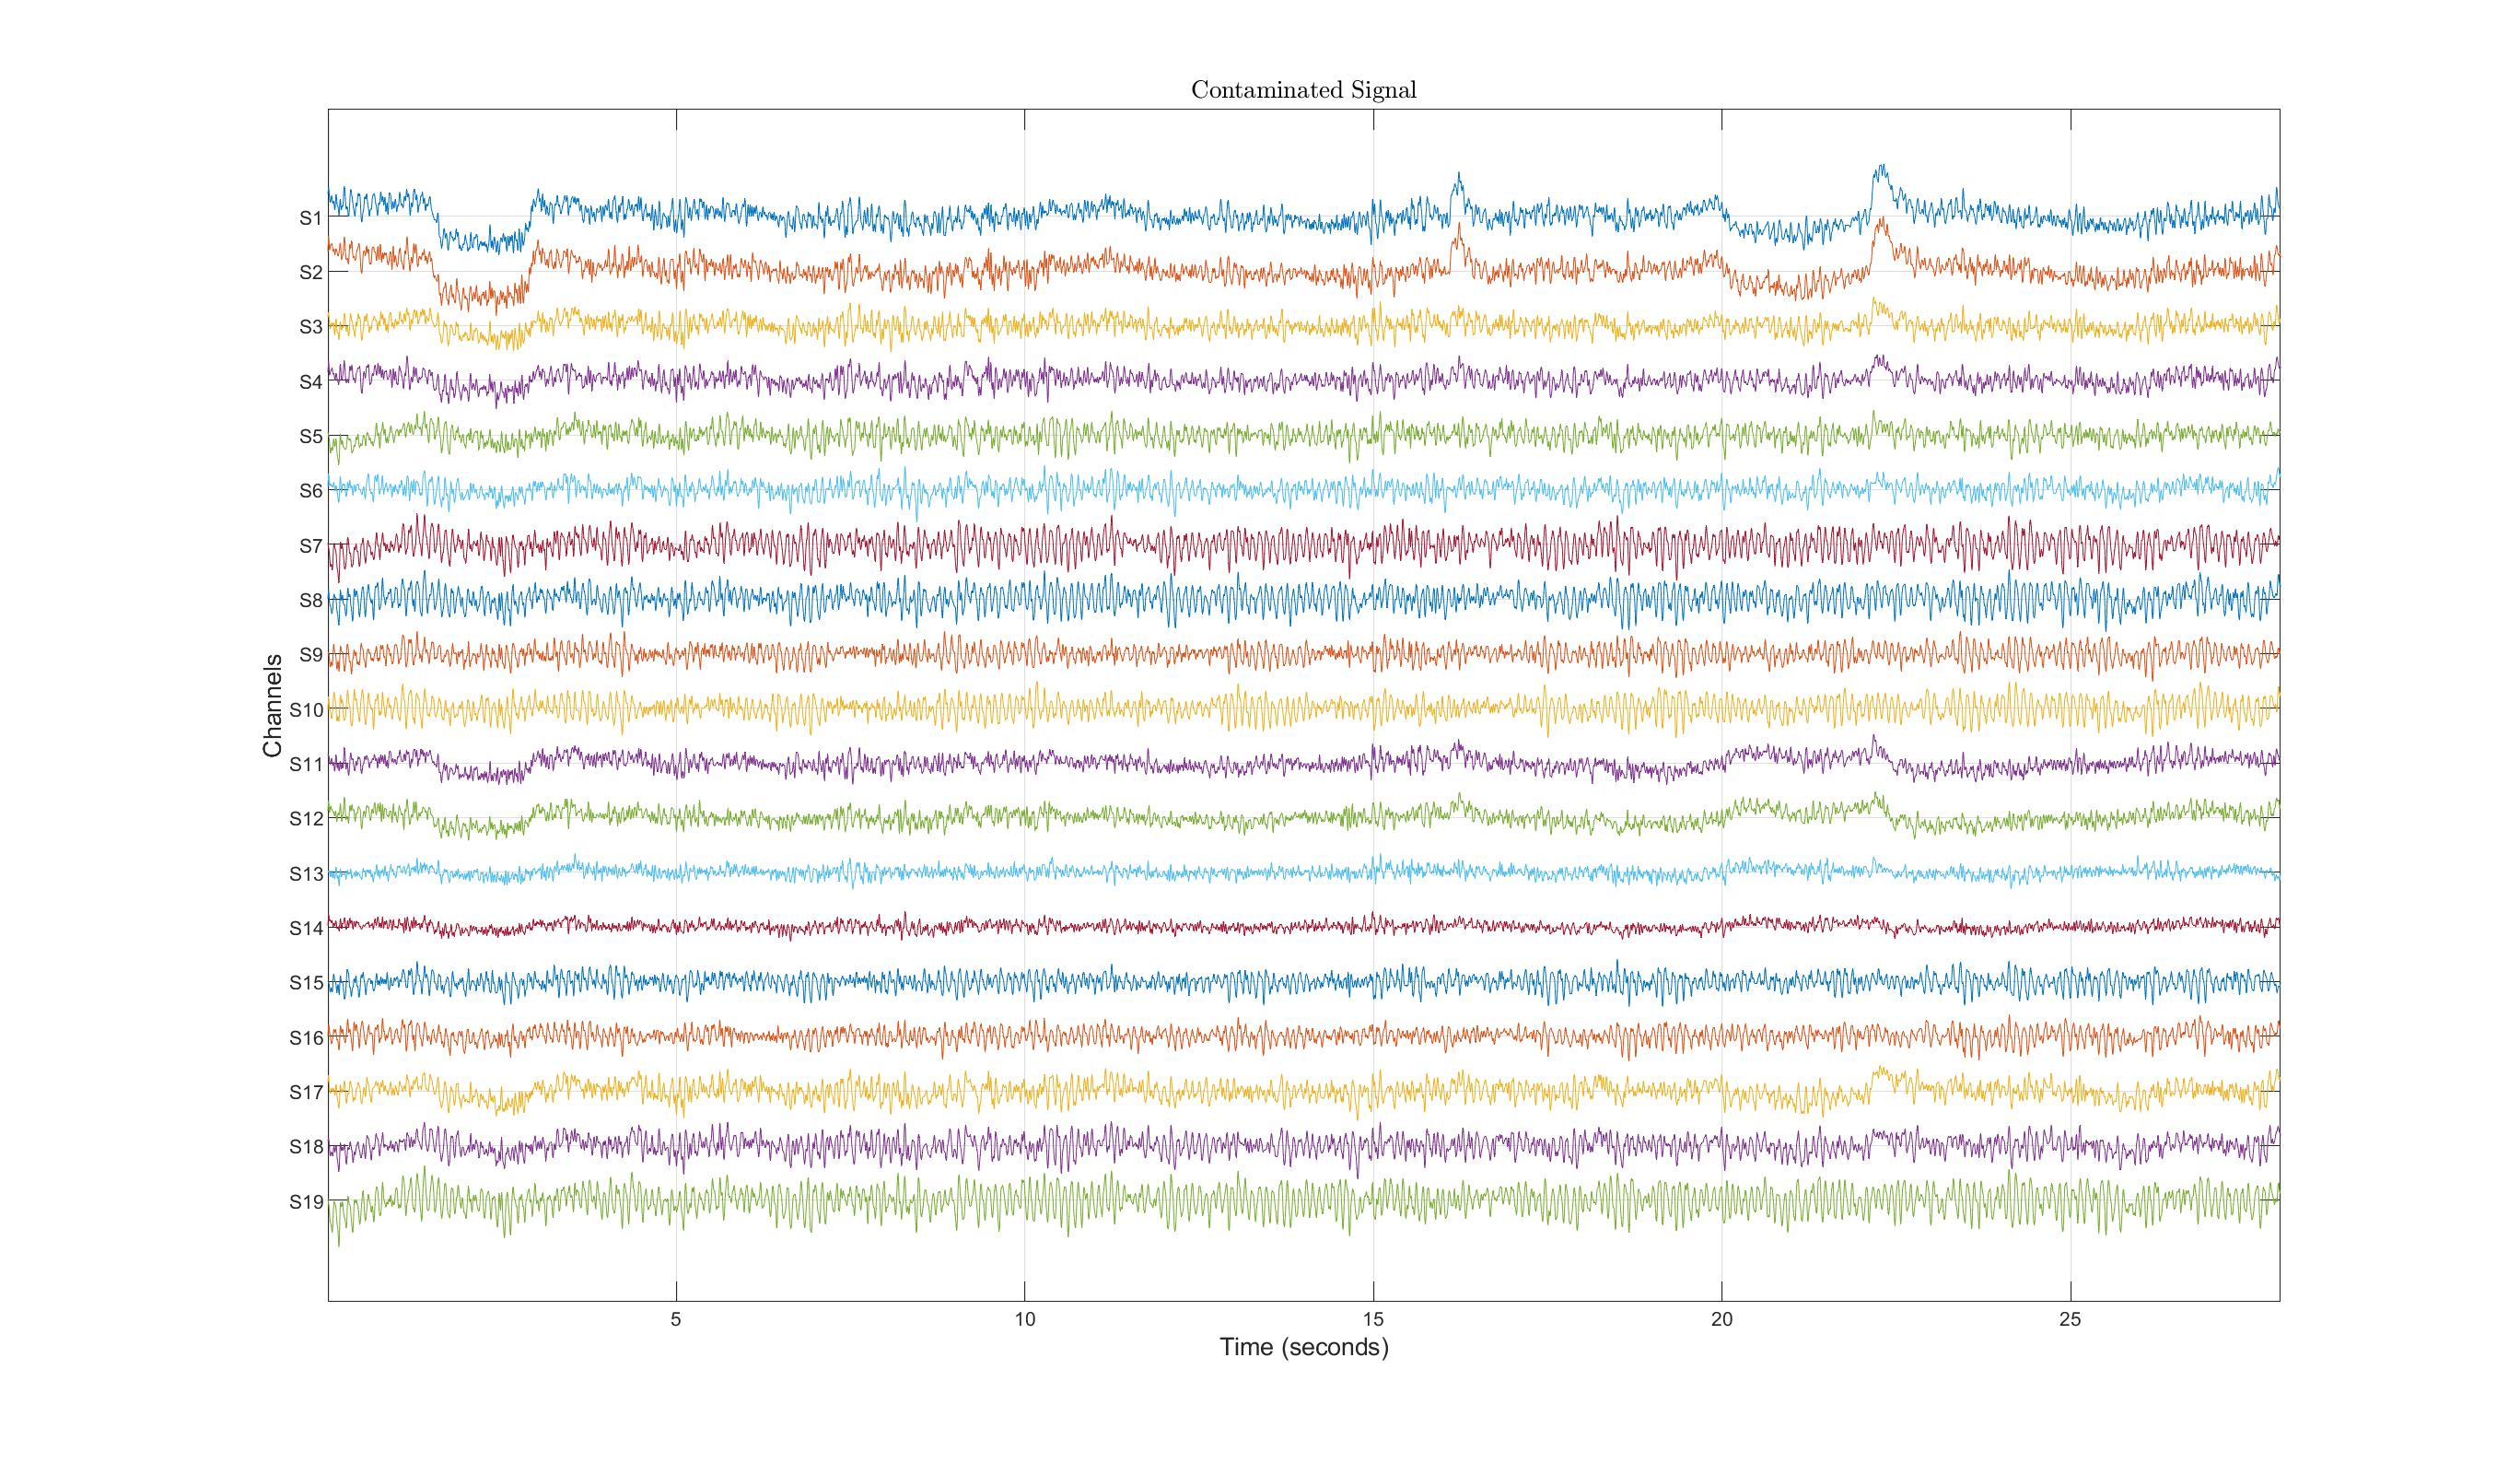 Contaminated Signal
Channels
S1
S2
S3
S4
S5
S6
S7
S8
S9
S10
S11
S12
S13
S14
S15
S16
S17
S18
S19
5 10 15 20 25
Time (seconds)